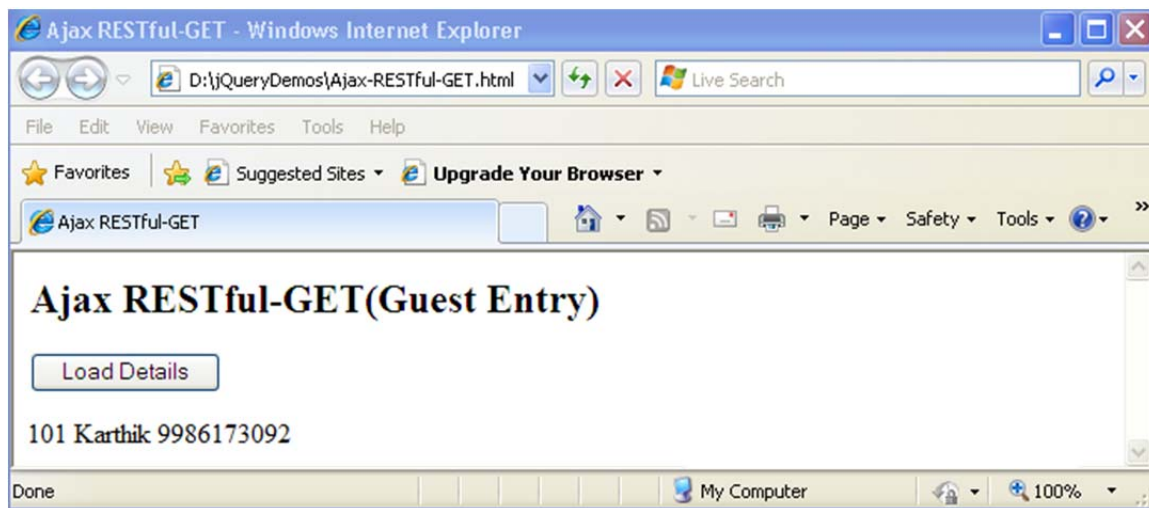 Ajax RESTful-GET - Windows Internet Explorer
D:\jQueryDemos\Ajax-RESTful-GET.html Live Search
File Edit View Favorites Tools Help
Favorites Suggested Sites Upgrade Your Browser
Ajax RESTful-GET Page Safety Tools »
Ajax RESTful-GET(Guest Entry)
Load Details
101 Karthik 9986173092
Done My Computer 100%